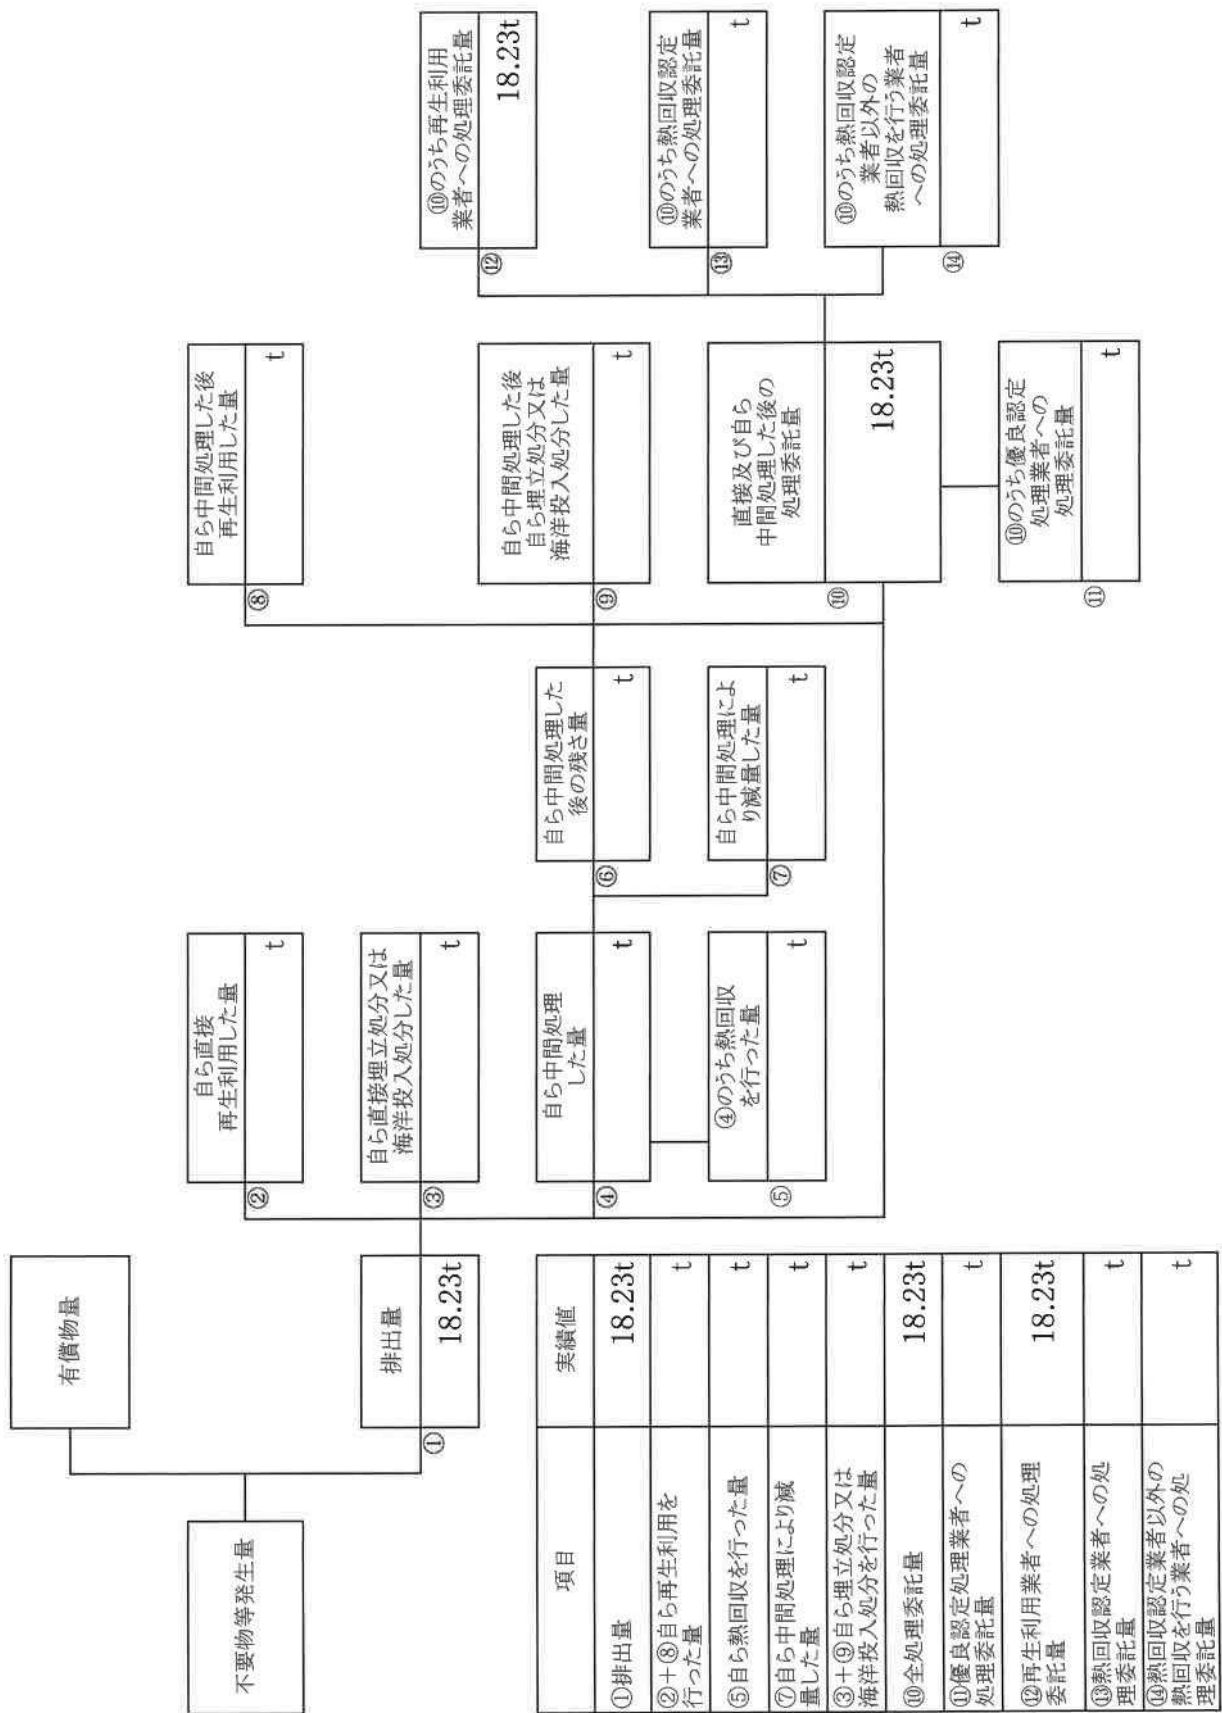 不要物等発生量
有償物量
①
排出量
18.23t
②
自ら直接
再生利用した量
t
③
自ら直接埋立処分又は
海洋投入処分した量
t
④
自ら中間処理
した量
t
⑤
④のうち熱回収
を行った量
t
⑥
自ら中間処理した
後の残さ量
t
⑦
自ら中間処理によ
り減量した量
t
⑧
自ら中間処理した後
再生利用した量
t
⑨
自ら中間処理した後
自ら埋立処分又は
海洋投入処分した量
t
⑩
直接及び自ら
中間処理した後の
処理委託量
18.23t
⑪
⑩のうち優良認定
処理業者への
処理委託量
t
⑫
⑩のうち再生利用
業者への処理委託量
18.23t
⑬
⑩のうち熱回収認定
業者への処理委託量
t
⑭
⑩のうち熱回収認定
業者以外の
熱回収を行う業者
への処理委託量
t
項目
実績値
①排出量
18.23t
②+⑧自ら再生利用を
行った量
t
⑤自ら熱回収を行った量
t
⑦自ら中間処理により減
量した量
t
③+⑨自ら埋立処分又は
海洋投入処分を行った量
t
⑩全処理委託量
18.23t
⑪優良認定処理業者への
処理委託量
t
⑫再生利用業者への処理
委託量
18.23t
⑬熱回収認定業者への処
理委託量
t
⑭熱回収認定業者以外の
熱回収を行う業者への処
理委託量
t